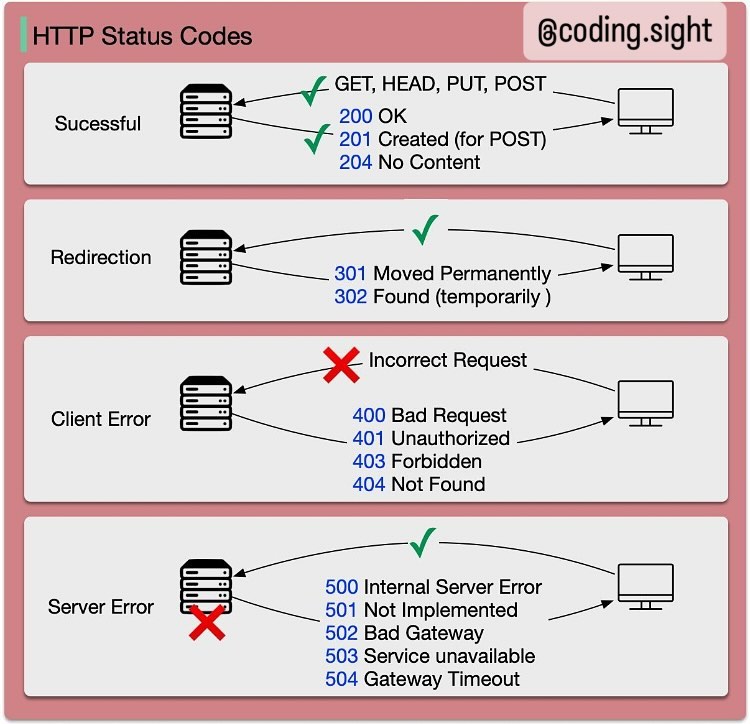 HTTP Status Codes
@coding.sight
Sucessful
GET, HEAD, PUT, POST
200 OK
201 Created (for POST)
204 No Content
Redirection
301 Moved Permanently
302 Found (temporarily )
Client Error
Incorrect Request
400 Bad Request
401 Unauthorized
403 Forbidden
404 Not Found
Server Error
500 Internal Server Error
501 Not Implemented
502 Bad Gateway
503 Service unavailable
504 Gateway Timeout